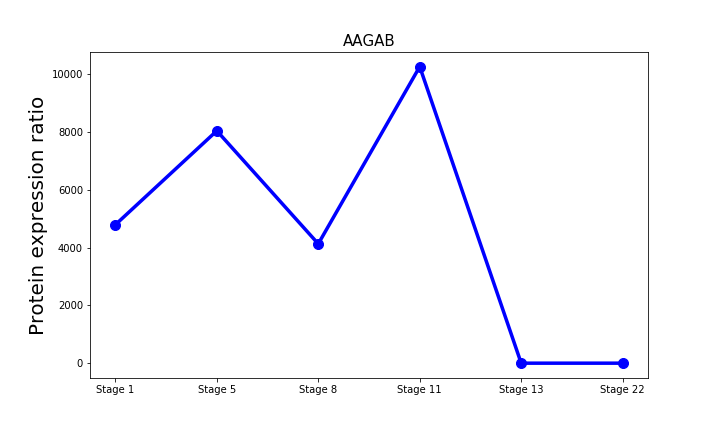 AAGAB
Protein expression ratio
10000
8000
6000
4000
2000
0
Stage 1 Stage 5 Stage 8 Stage 11 Stage 13 Stage 22